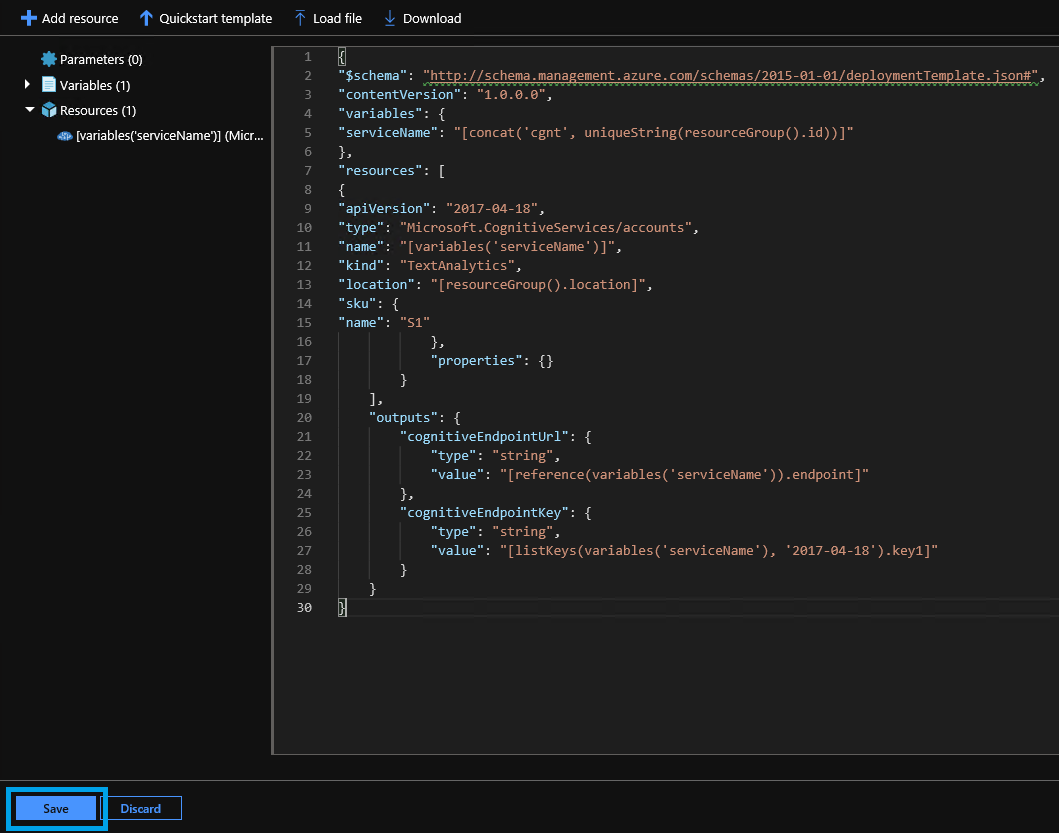 Add resource Quickstart template Load file Download
Parameters (0)
Variables (1)
Resources (1)
[variables('serviceName')] (Micr...
1 {
2 "$schema": "http://schema.management.azure.com/schemas/2015-01-01/deploymentTemplate.json#",
3 "contentVersion": "1.0.0.0",
4 "variables": {
5 "serviceName": "[concat('cgnt', uniqueString(resourceGroup().id))]"
6 },
7 "resources": [
8 {
9 "apiVersion": "2017-04-18",
10 "type": "Microsoft.CognitiveServices/accounts",
11 "name": "[variables('serviceName')]",
12 "kind": "TextAnalytics",
13 "location": "[resourceGroup().location]",
14 "sku": {
15 "name": "S1"
16 },
17 "properties": {}
18 }
19 ],
20 "outputs": {
21 "cognitiveEndpointUrl": {
22 "type": "string",
23 "value": "[reference(variables('serviceName')).endpoint]"
24 },
25 "cognitiveEndpointKey": {
26 "type": "string",
27 "value": "[listKeys(variables('serviceName'), '2017-04-18').key1]"
28 }
29 }
30 }
Save Discard